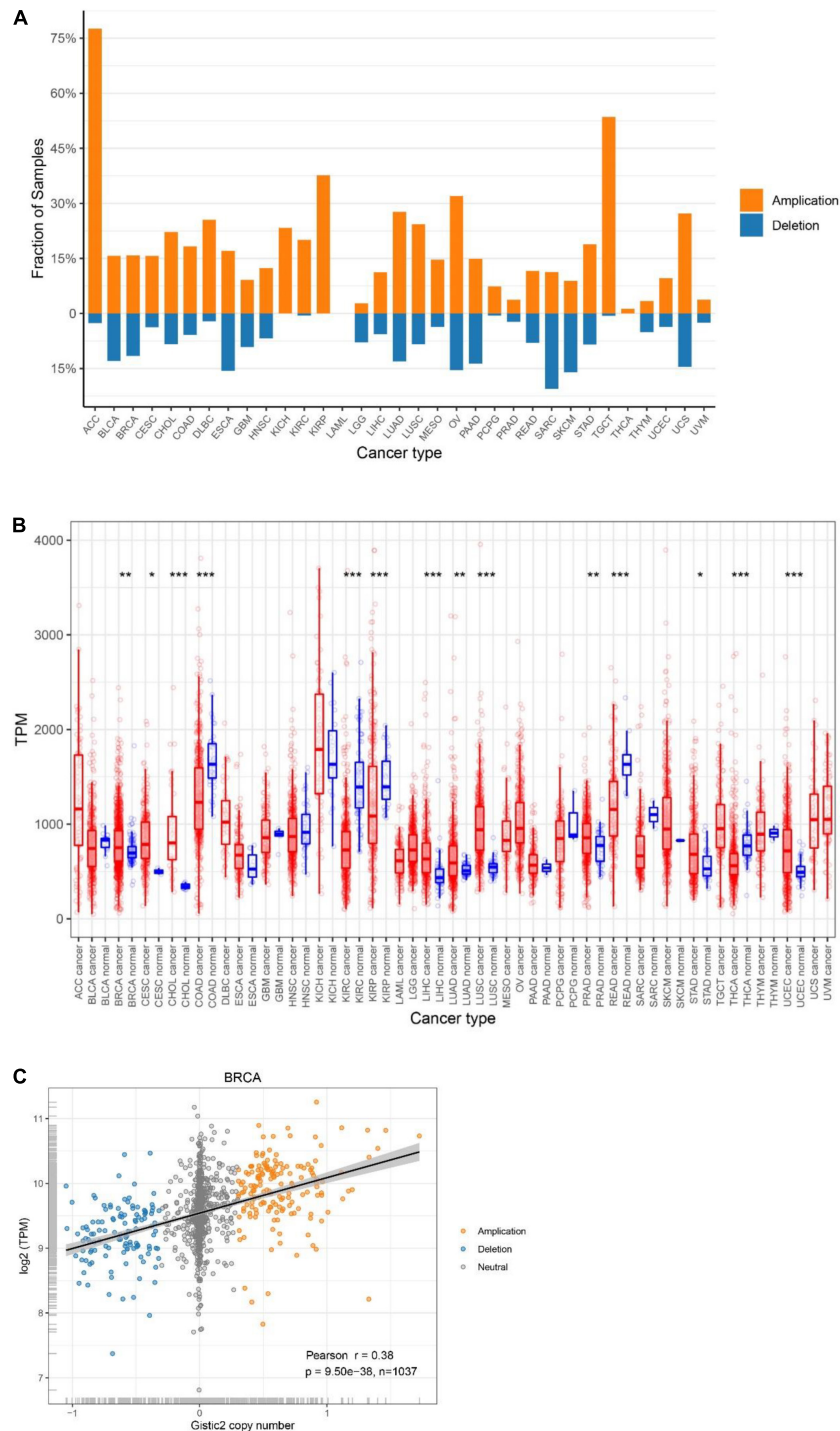 A
75%
60%
45%
30%
15%
0
15%
Fraction of Samples
Amplication
Deletion
ACC
BLCA
BRCA
CESC
CHOL
COAD
DLBC
ESCA
GBM
HNSC
KICH
KIRC
KIRP
LAML
LGG
LIHC
LUAD
LUSC
MESO
OV
PAAD
PCPG
PRAD
READ
SARC
SKCM
STAD
TGCT
THCA
THYM
UCEC
UCS
UVM
Cancer type
B
4000
3000
2000
1000
0
TPM
** * *** *** *** *** *** ** *** ** *** * *** ***
ACC cancer
BLCA cancer
BLCA normal
BRCA cancer
BRCA normal
CESC cancer
CESC normal
CHOL cancer
CHOL normal
COAD cancer
COAD normal
DLBC cancer
ESCA cancer
ESCA normal
GBM cancer
GBM normal
HNSC cancer
HNSC normal
KICH cancer
KICH normal
KIRC cancer
KIRC normal
KIRP cancer
KIRP normal
LAML cancer
LGG cancer
LIHC cancer
LIHC normal
LUAD cancer
LUAD normal
LUSC cancer
LUSC normal
MESO cancer
OV cancer
PAAD cancer
PAAD normal
PCPG cancer
PCPG normal
PRAD cancer
PRAD normal
READ cancer
READ normal
SARC cancer
SARC normal
SKCM cancer
SKCM normal
STAD cancer
STAD normal
TGCT cancer
THCA cancer
THCA normal
THYM cancer
THYM normal
UCEC cancer
UCEC normal
UCS cancer
UVM cancer
Cancer type
C
BRCA
11
10
9
8
7
log2 (TPM)
Amplication
Deletion
Neutral
Pearson r = 0.38
p = 9.50e−38, n=1037
−1 0 1
Gistic2 copy number